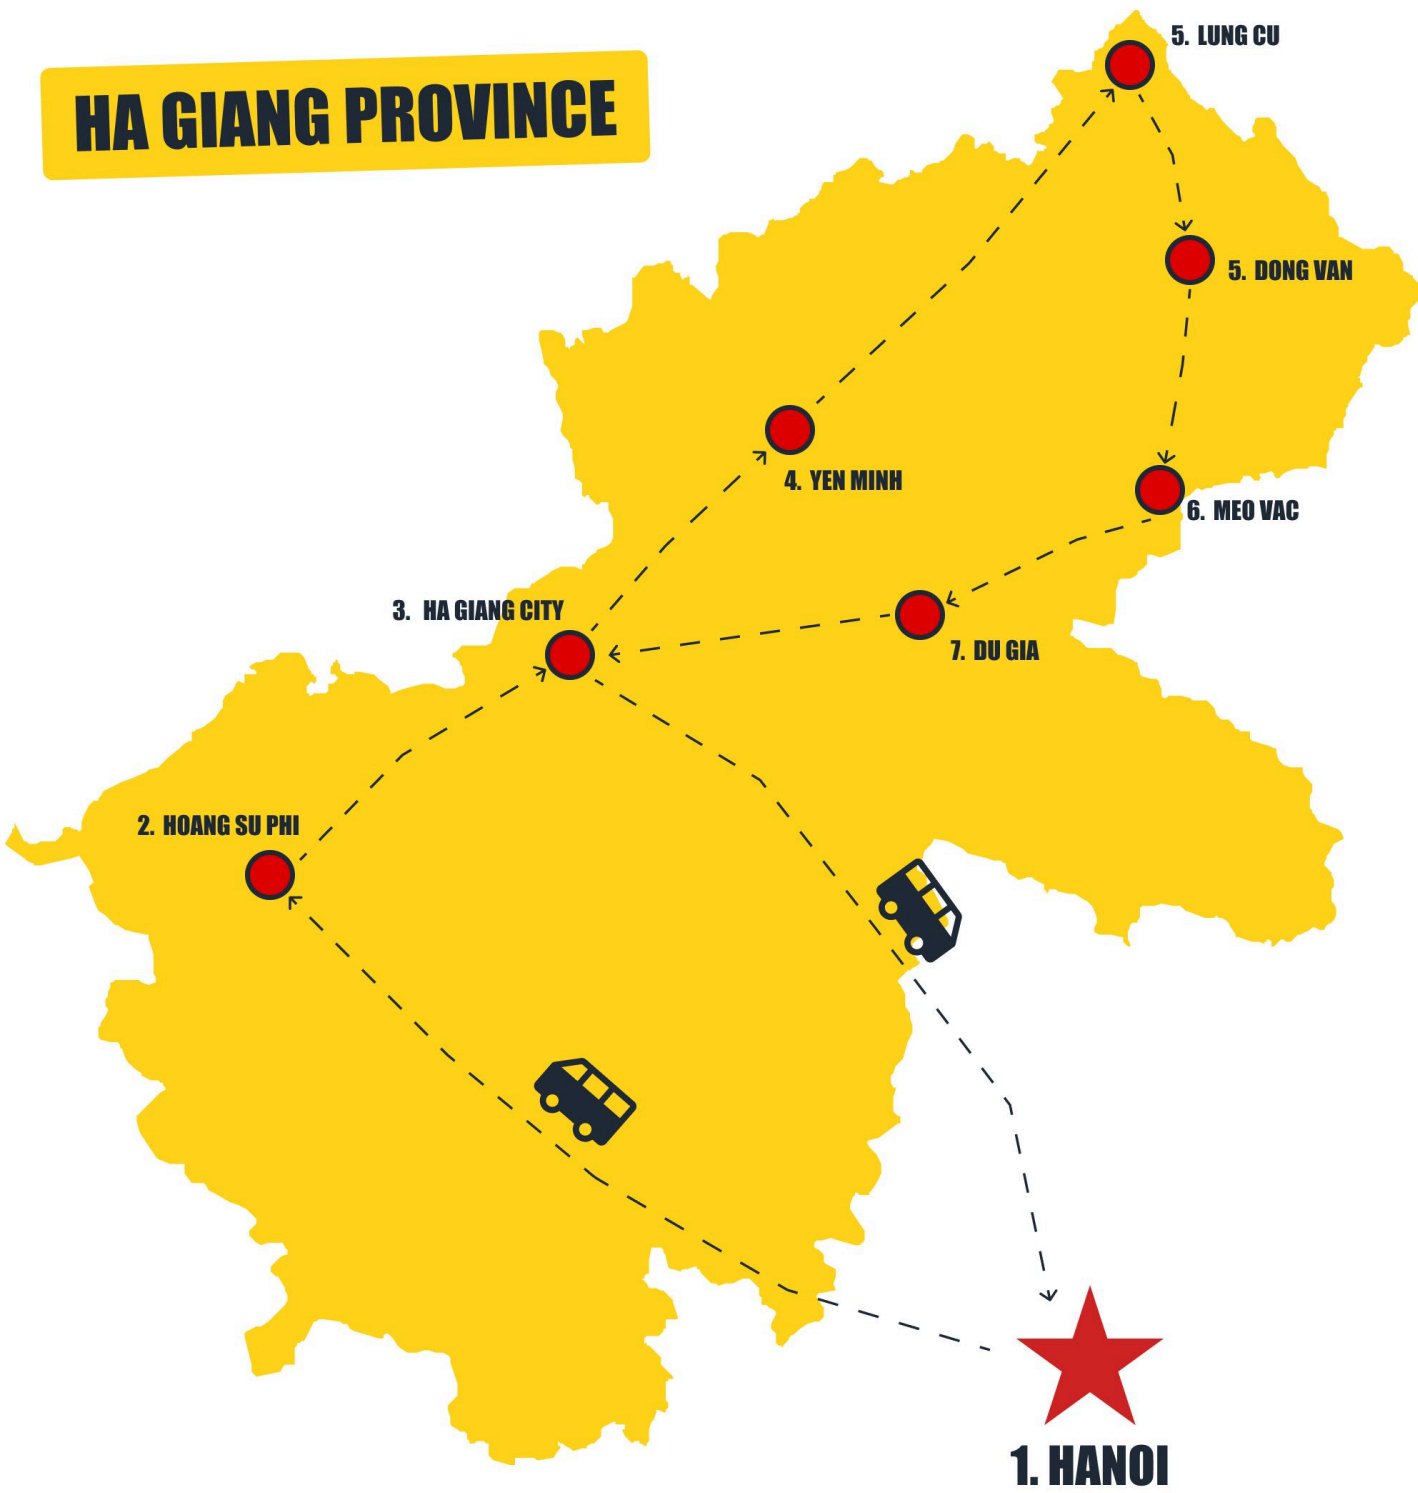 HA GIANG PROVINCE
5. LUNG CU
5. DONG VAN
4. YEN MINH
6. MEO VAC
3. HA GIANG CITY
7. DU GIA
2. HOANG SU PHI
1. HANOI